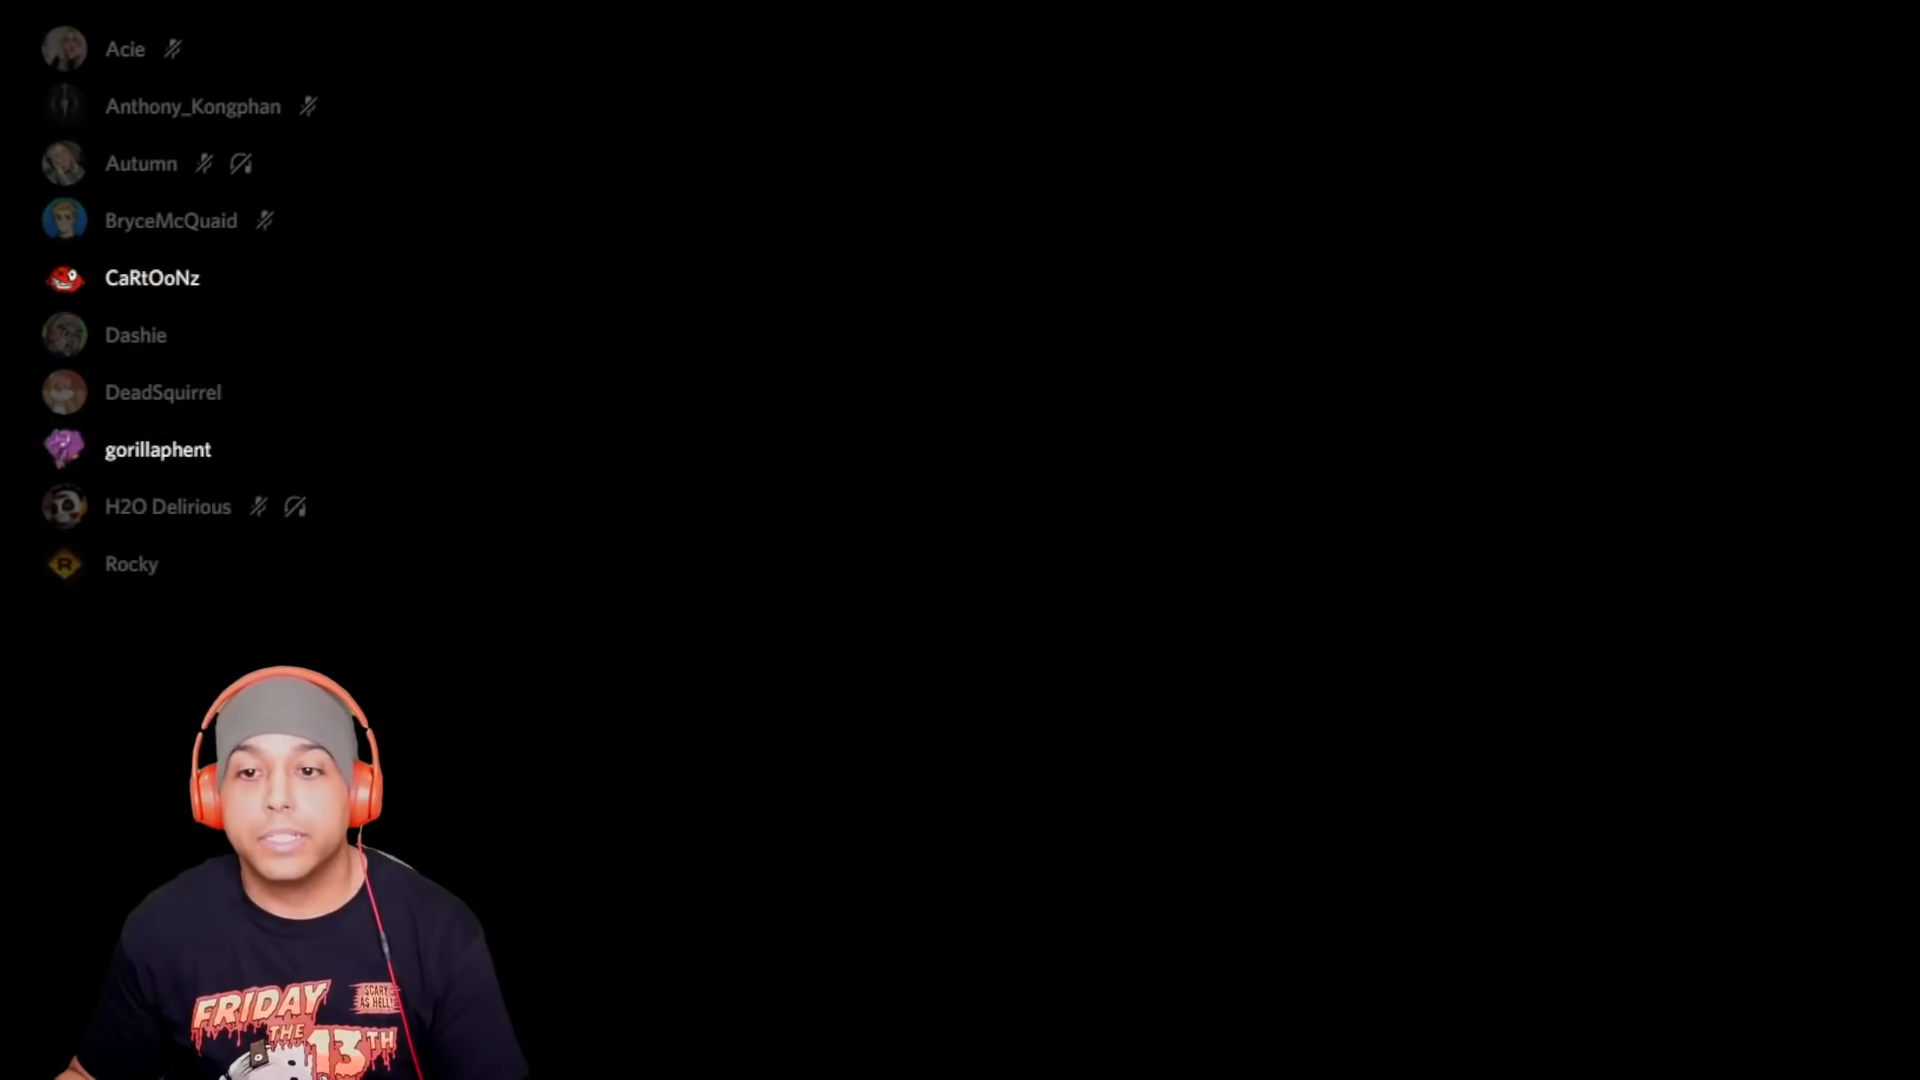 Acie
Anthony_Kongphan
Autumn
BryceMcQuaid
CaRtOoNz
Dashie
DeadSquirrel
gorillaphent
H2O Delirious
R Rocky
FRIDAY
THE
13TH
SCARY
AS HELL!